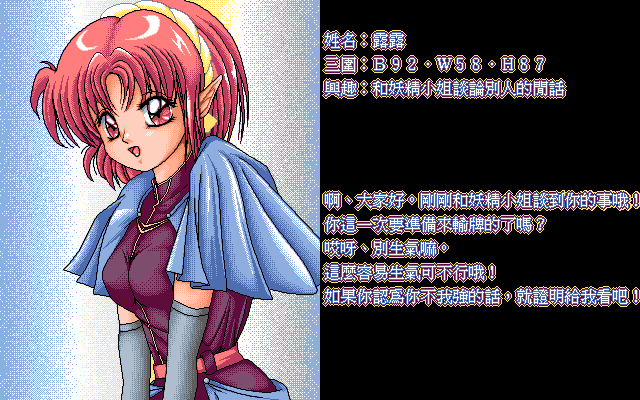 姓名：露露
三圍：Ｂ９２．Ｗ５８．Ｈ８７
興趣：和妖精小姐談論別人的閒話
啊、大家好。剛剛和妖精小姐談到你的事哦！
你這一次要準備來輸牌的了嗎？
哎呀、別生氣嘛。
這麼容易生氣可不行哦！
如果你認爲你不我強的話，就證明給我看吧！